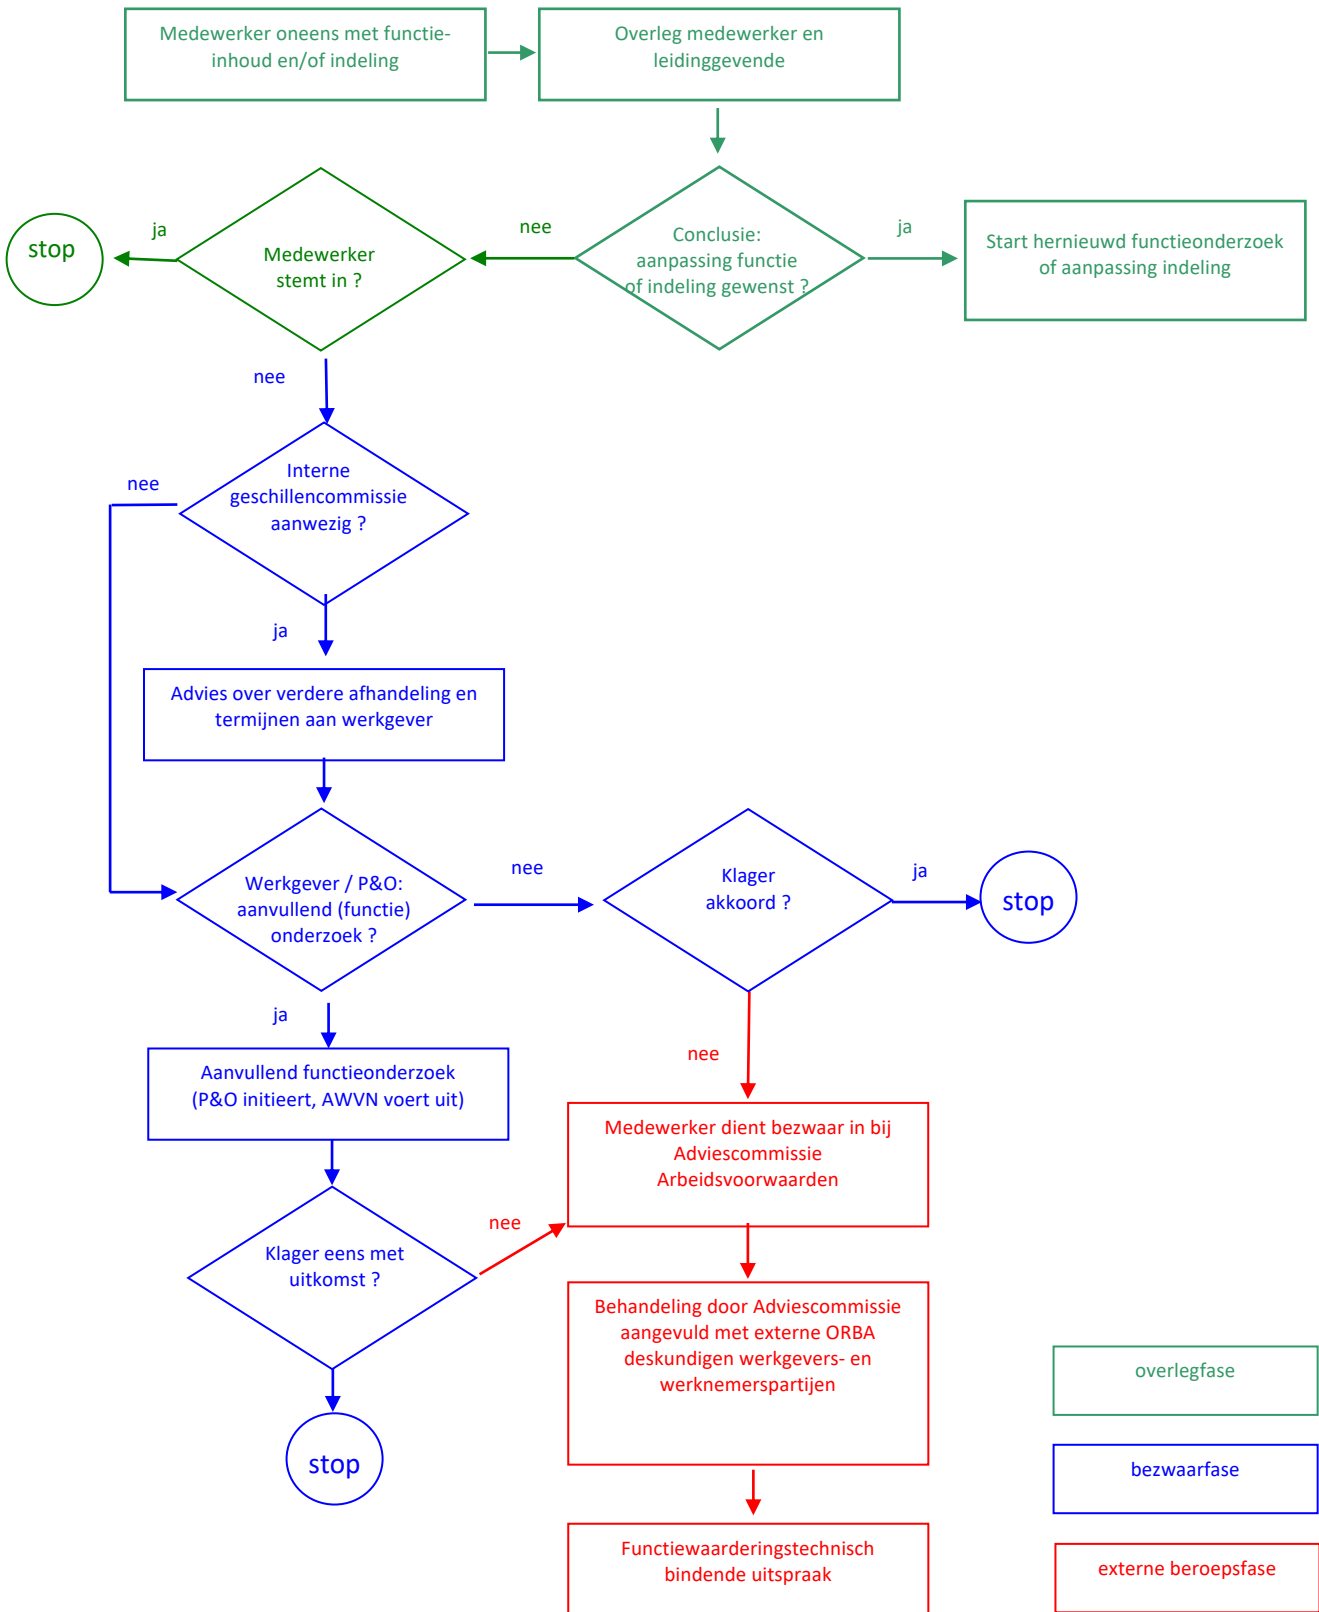 Medewerker oneens met functie-
inhoud en/of indeling
Overleg medewerker en
leidinggevende
stop
ja
Medewerker
stemt in ?
nee
Conclusie:
aanpassing functie
of indeling gewenst ?
ja
Start hernieuwd functieonderzoek
of aanpassing indeling
nee
nee
Interne
geschillencommissie
aanwezig ?
ja
Advies over verdere afhandeling en
termijnen aan werkgever
Werkgever / P&O:
aanvullend (functie)
onderzoek ?
nee
Klager
akkoord ?
ja
stop
ja
nee
Aanvullend functieonderzoek
(P&O initieert, AWVN voert uit)
Medewerker dient bezwaar in bij
Adviescommissie
Arbeidsvoorwaarden
Klager eens met
uitkomst ?
nee
Behandeling door Adviescommissie
aangevuld met externe ORBA
deskundigen werkgevers- en
werknemerspartijen
stop
Functiewaarderingstechnisch
bindende uitspraak
overlegfase
bezwaarfase
externe beroepsfase